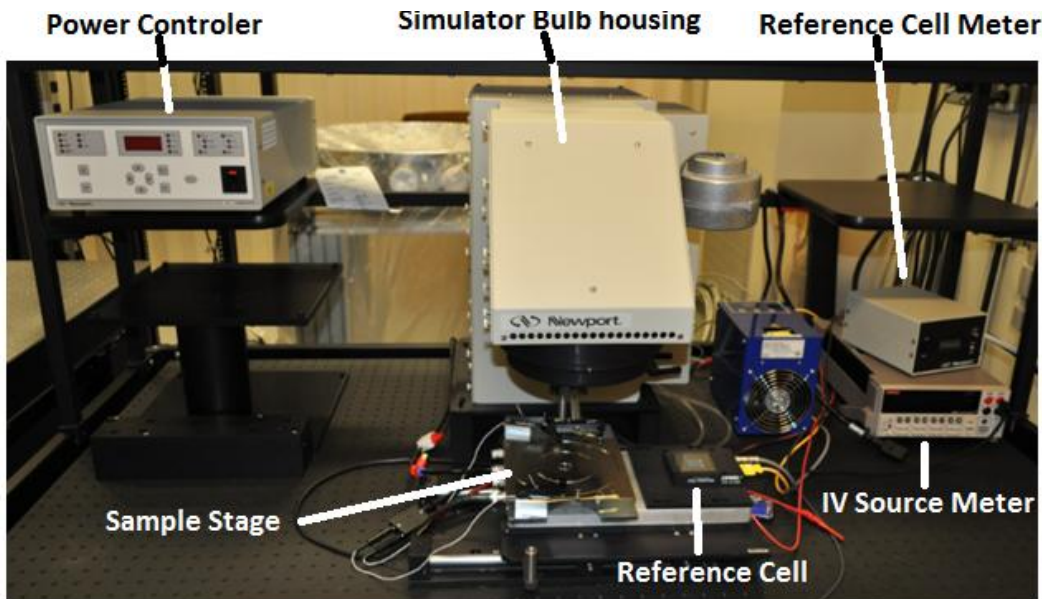 Power Controler
Simulator Bulb housing
Reference Cell Meter
Newport
IV Source Meter
Sample Stage
Reference Cell